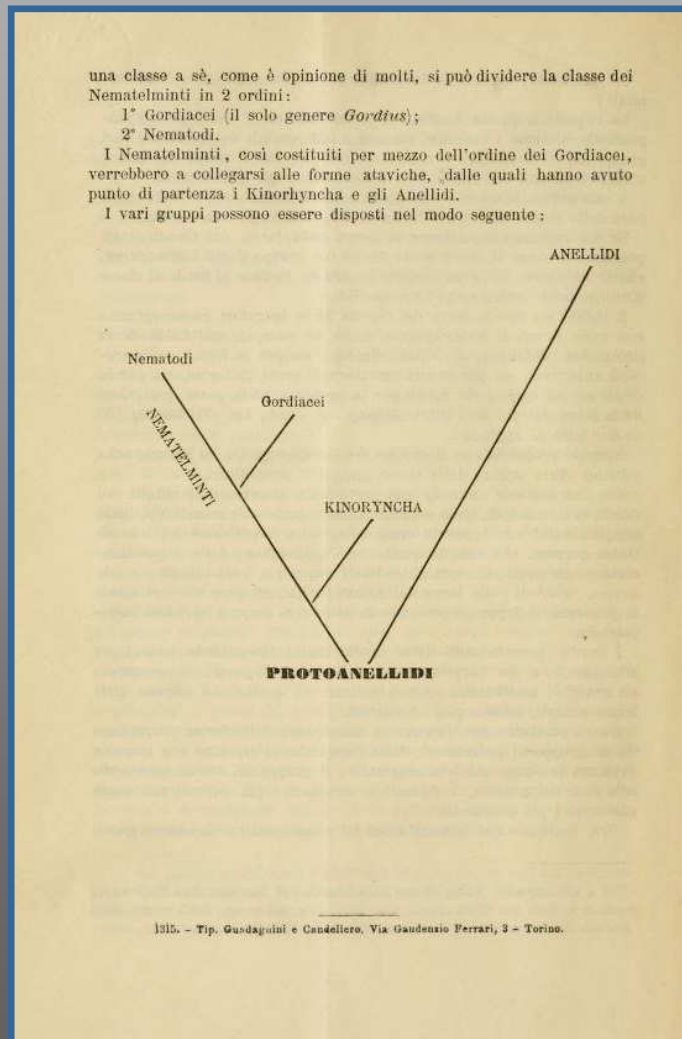 una classe a sè, come è opinione di molti, si può dividere la classe dei
Nematelminti in 2 ordini:
1° Gordiacei (il solo genere Gordius);
2° Nematodi.
I Nematelminti, così costituiti per mezzo dell'ordine dei Gordiacei,
verrebbero a collegarsi alle forme ataviche, dalle quali hanno avuto
punto di partenza i Kinorhyncha e gli Anellidi.
I vari gruppi possono essere disposti nel modo seguente:
ANELLIDI
Nematodi
Gordiacei
NEMATELMINTI
KINORYNCHA
PROTOANELLIDI
1315. - Tip. Guadagnini e Candellero, Via Gaudenzio Ferrari, 3 - Torino.